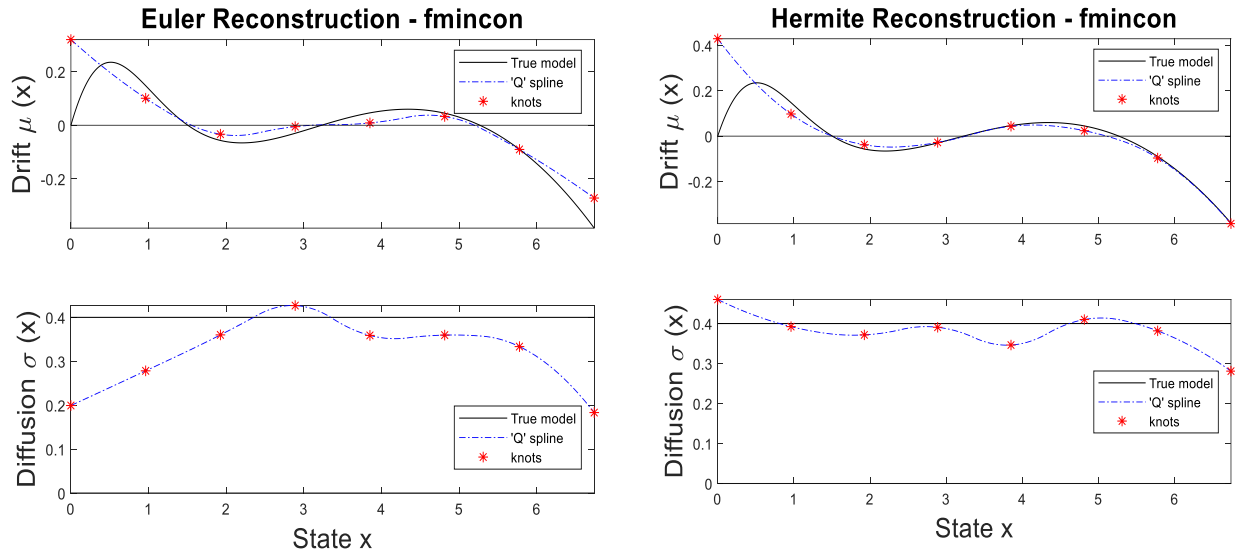 Euler Reconstruction - fmincon
Drift μ (x)
0.2
0
-0.2
0 1 2 3 4 5 6
True model
'Q' spline
knots
Diffusion σ (x)
0.4
0.3
0.2
0.1
0
0 1 2 3 4 5 6
True model
'Q' spline
knots
State x
Hermite Reconstruction - fmincon
Drift μ (x)
0.4
0.2
0
-0.2
0 1 2 3 4 5 6
True model
'Q' spline
knots
Diffusion σ (x)
0.4
0.3
0.2
0.1
0
0 1 2 3 4 5 6
True model
'Q' spline
knots
State x